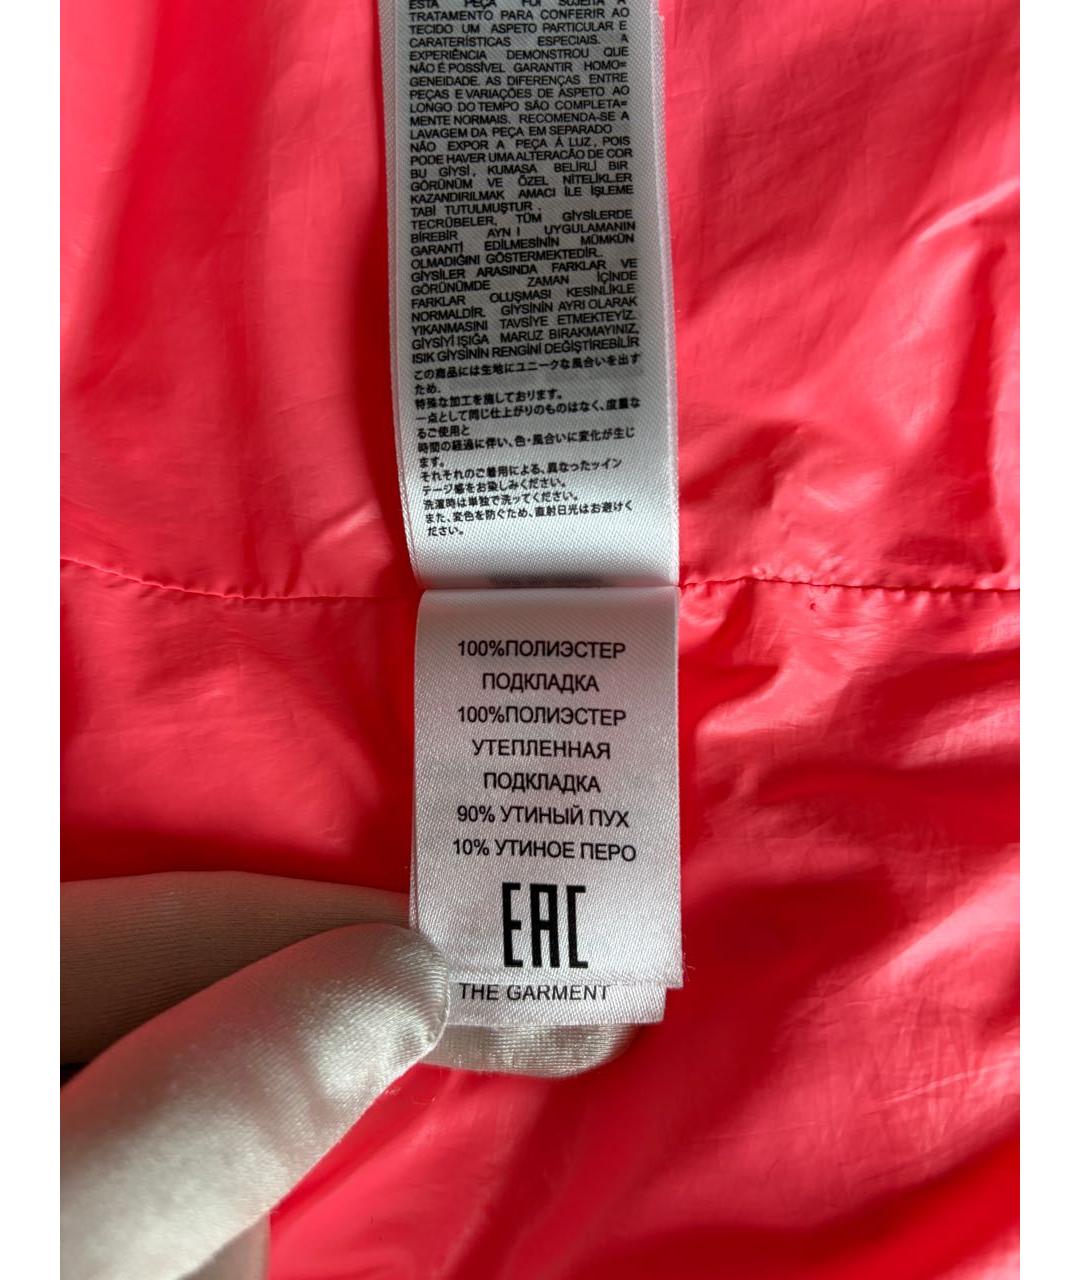 ESTA PEÇA FOI SUJEITA A
TRATAMENTO PARA CONFERIR AO
TECIDO UM ASPETO PARTICULAR E
CARATERÍSTICAS ESPECIAIS. A
EXPERIÊNCIA DEMONSTROU QUE
NÃO É POSSÍVEL GARANTIR HOMO=
GENEIDADE. AS DIFERENÇAS ENTRE
PEÇAS E VARIAÇÕES DE ASPETO AO
LONGO DO TEMPO SÃO COMPLETA=
MENTE NORMAIS. RECOMENDA-SE A
LAVAGEM DA PEÇA EM SEPARADO
NÃO EXPOR A PEÇA Á LUZ, POIS
PODE HAVER UMA ALTERACÃO DE COR
BU GİYSİ, KUMASA BELİRLİ BIR
GÖRÜNÜM VE ÖZEL NİTELİKLER
KAZANDIRILMAK AMACI İLE İŞLEME
TABİ TUTULMUŞTUR .
TECRÜBELER, TÜM GİYSİLERDE
BİREBİR AYN I UYGULAMANIN
GARANTİ EDİLMESİNİN MÜMKÜN
OLMADIĞINI GÖSTERMEKTEDİR..
GİYSİLER ARASINDA FARKLAR VE
GÖRÜNÜMDE ZAMAN İÇİNDE
FARKLAR OLUŞMASI KESİNLİKLE
NORMALDİR. GİYSİNİN AYRI OLARAK
YIKANMASINI TAVSİYE ETMEKTEYİZ.
GİYSİYİ IŞIĞA MARUZ BIRAKMAYINIZ,
ISIK GİYSİNİN RENGİNİ DEĞİŞTİREBİLİR
この商品には生地にユニークな風合いを出す
ため、
特殊な加工を施しております。
一点として同じ仕上がりのものはなく、度重な
るご使用と
時間の経過に伴い、色・風合いに変化が生じ
ます。
それそれのご着用による、異なったッイン
テージ感をお染しみください。
洗濯時は単独で洗ってください。
また、変色を防ぐため、直射日光はお避けく
ださい。
100%ПОЛИЭСТЕР
ПОДКЛАДКА
100%ПОЛИЭСТЕР
УТЕПЛЕННАЯ
ПОДКЛАДКА
90% УТИНЫЙ ПУХ
10% УТИНОЕ ПЕРО
EAC
THE GARMENT